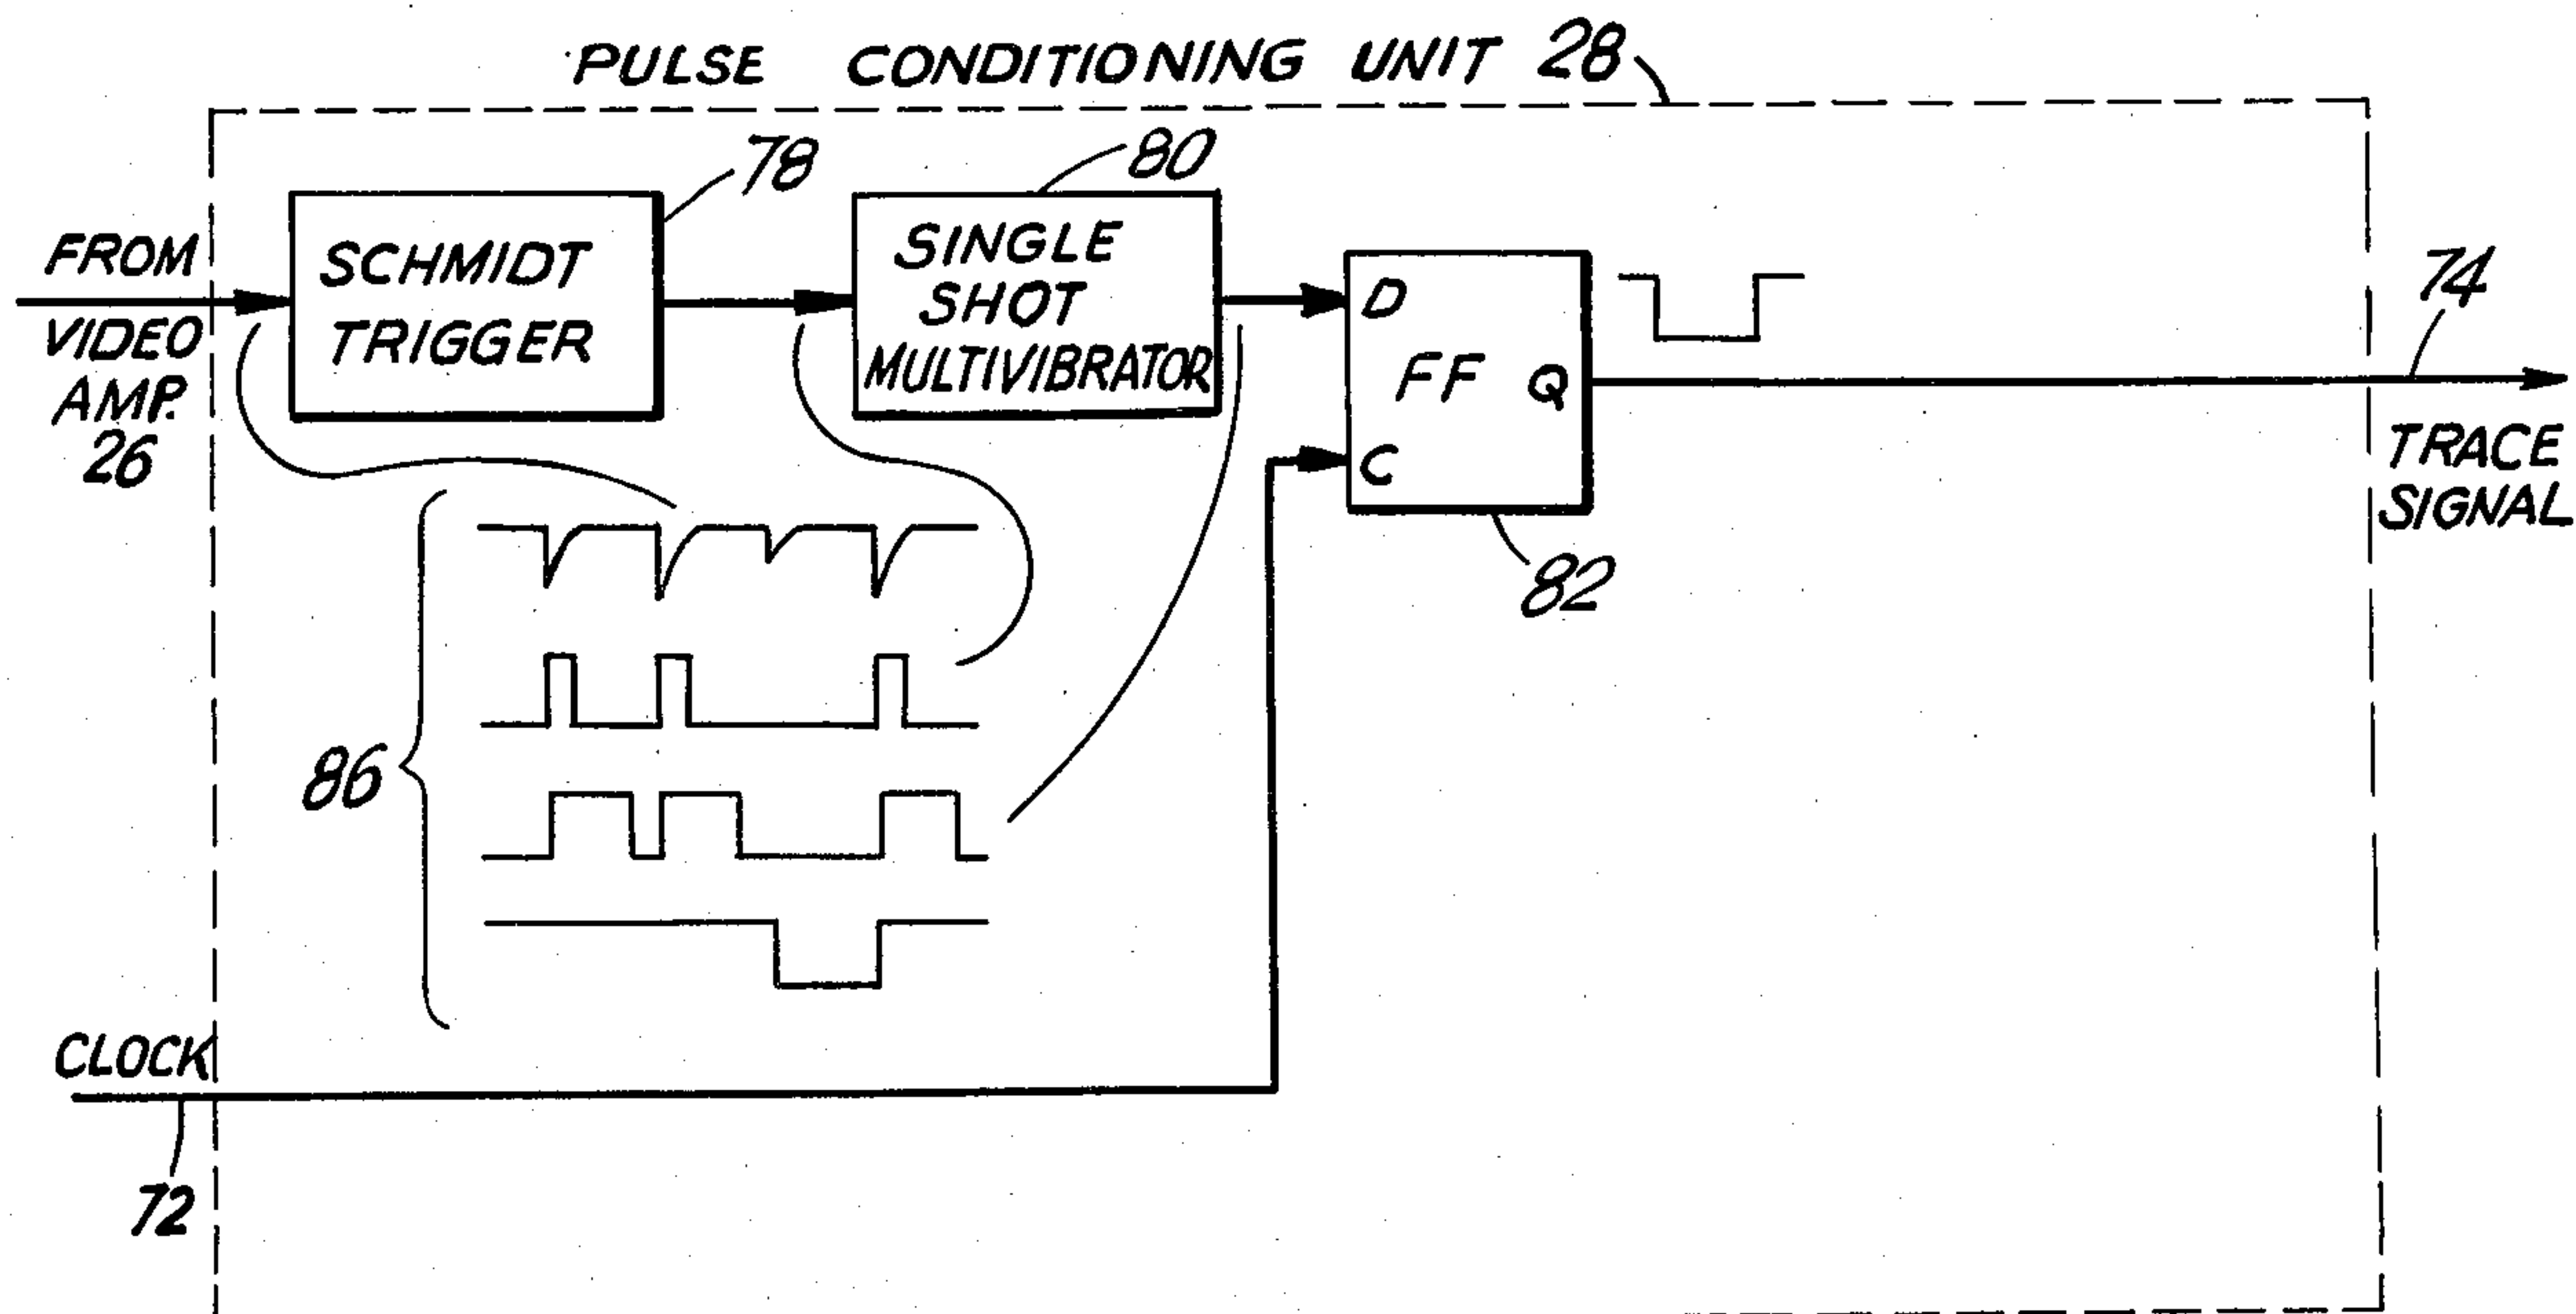 PULSE CONDITIONING UNIT 28
78
80
FROM
VIDEO
AMP.
26
SCHMIDT
TRIGGER
SINGLE
SHOT
MULTIVIBRATOR
D
FF Q
C
82
74
TRACE
SIGNAL
86
CLOCK
72